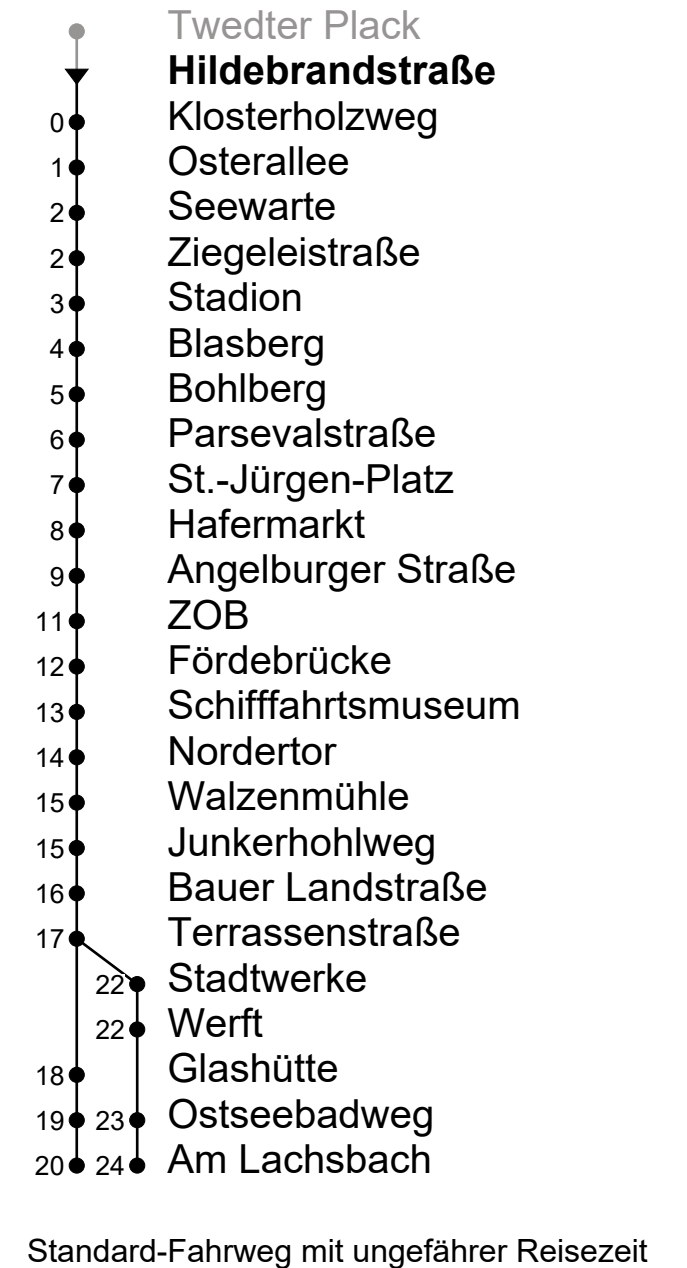 Twedter Plack
Hildebrandstraße
0 Klosterholzweg
1 Osterallee
2 Seewarte
2 Ziegeleistraße
3 Stadion
4 Blasberg
5 Bohlberg
6 Parsevalstraße
7 St.-Jürgen-Platz
8 Hafermarkt
9 Angelburger Straße
11 ZOB
12 Fördebrücke
13 Schifffahrtsmuseum
14 Nordertor
15 Walzenmühle
15 Junkerhohlweg
16 Bauer Landstraße
17 Terrassenstraße
22 Stadtwerke
22 Werft
18 Glashütte
19 23 Ostseebadweg
20 24 Am Lachsbach
Standard-Fahrweg mit ungefährer Reisezeit